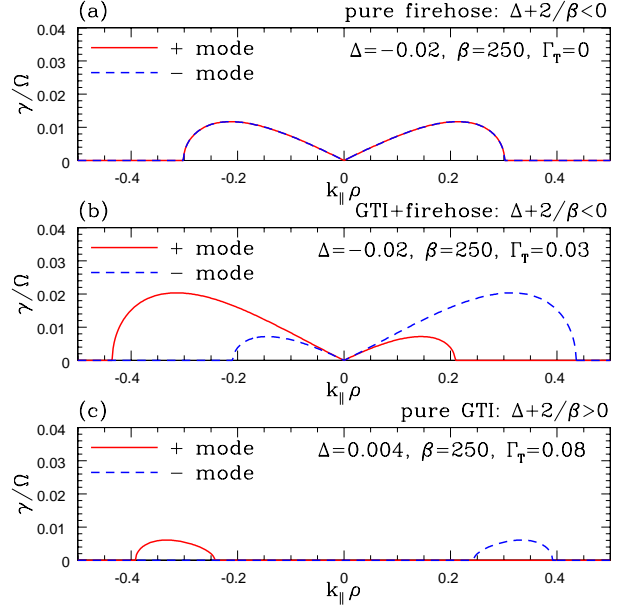 (a) pure firehose: Δ+2/β<0
0.04
0.03
0.02
0.01
0
γ/Ω
+ mode
− mode
Δ=−0.02, β=250, Γ_T=0
-0.4 -0.2 0 0.2 0.4
k_∥ρ
(b) GTI+firehose: Δ+2/β<0
0.04
0.03
0.02
0.01
0
γ/Ω
+ mode
− mode
Δ=−0.02, β=250, Γ_T=0.03
-0.4 -0.2 0 0.2 0.4
k_∥ρ
(c) pure GTI: Δ+2/β>0
0.04
0.03
0.02
0.01
0
γ/Ω
+ mode
− mode
Δ=0.004, β=250, Γ_T=0.08
-0.4 -0.2 0 0.2 0.4
k_∥ρ